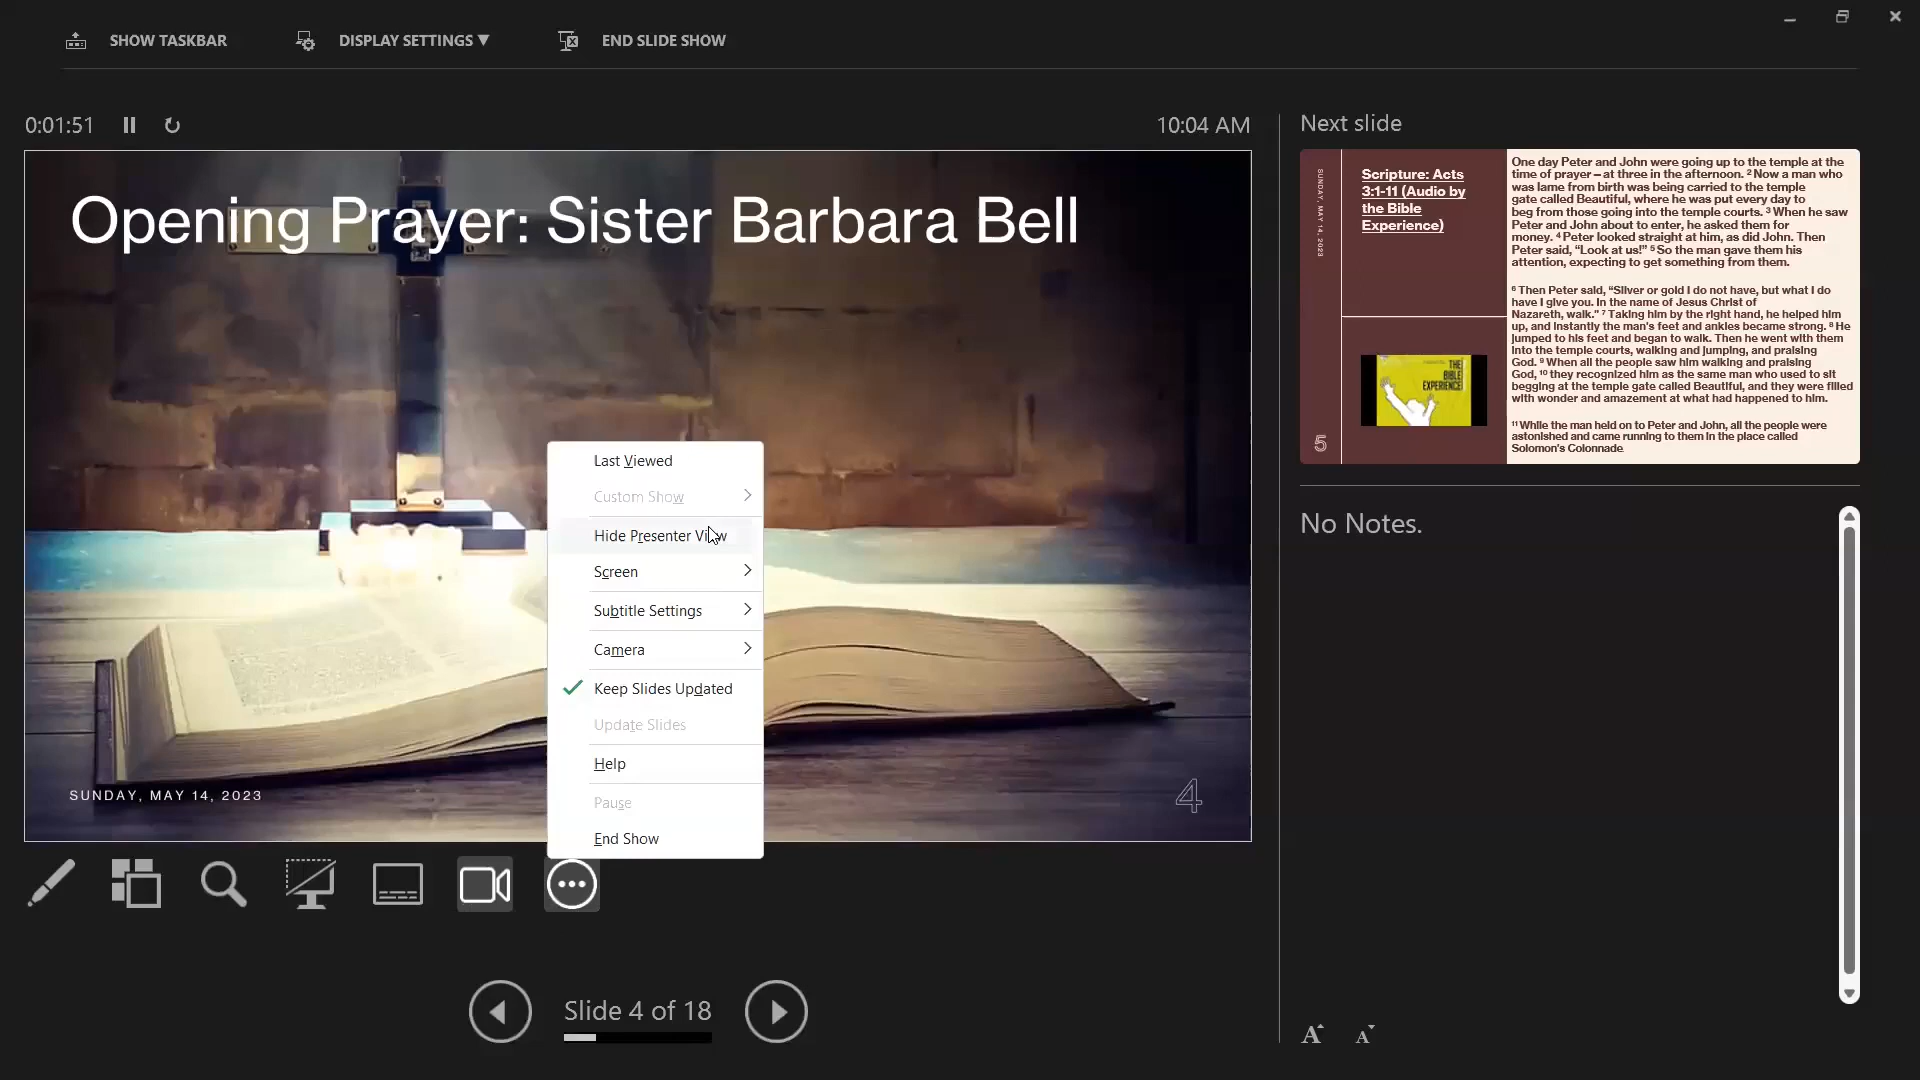 SHOW TASKBAR
DISPLAY SETTINGS ▼
END SLIDE SHOW
0:01:51
10:04 AM
Opening Prayer: Sister Barbara Bell
SUNDAY, MAY 14, 2023
4
Last Viewed
Custom Show
Hide Presenter View
Screen
Subtitle Settings
Camera
Keep Slides Updated
Update Slides
Help
Pause
End Show
Slide 4 of 18
Next slide
SUNDAY, MAY 14, 2023
Scripture: Acts
3:1-11 (Audio by
the Bible
Experience)
THE
BIBLE
EXPERIENCE
5
One day Peter and John were going up to the temple at the
time of prayer – at three in the afternoon. ² Now a man who
was lame from birth was being carried to the temple
gate called Beautiful, where he was put every day to
beg from those going into the temple courts. ³ When he saw
Peter and John about to enter, he asked them for
money. ⁴ Peter looked straight at him, as did John. Then
Peter said, “Look at us!” ⁵ So the man gave them his
attention, expecting to get something from them.
⁶ Then Peter said, “Silver or gold I do not have, but what I do
have I give you. In the name of Jesus Christ of
Nazareth, walk.” ⁷ Taking him by the right hand, he helped him
up, and instantly the man’s feet and ankles became strong. ⁸ He
jumped to his feet and began to walk. Then he went with them
into the temple courts, walking and jumping, and praising
God. ⁹ When all the people saw him walking and praising
God, ¹⁰ they recognized him as the same man who used to sit
begging at the temple gate called Beautiful, and they were filled
with wonder and amazement at what had happened to him.
¹¹ While the man held on to Peter and John, all the people were
astonished and came running to them in the place called
Solomon’s Colonnade
No Notes.
A A